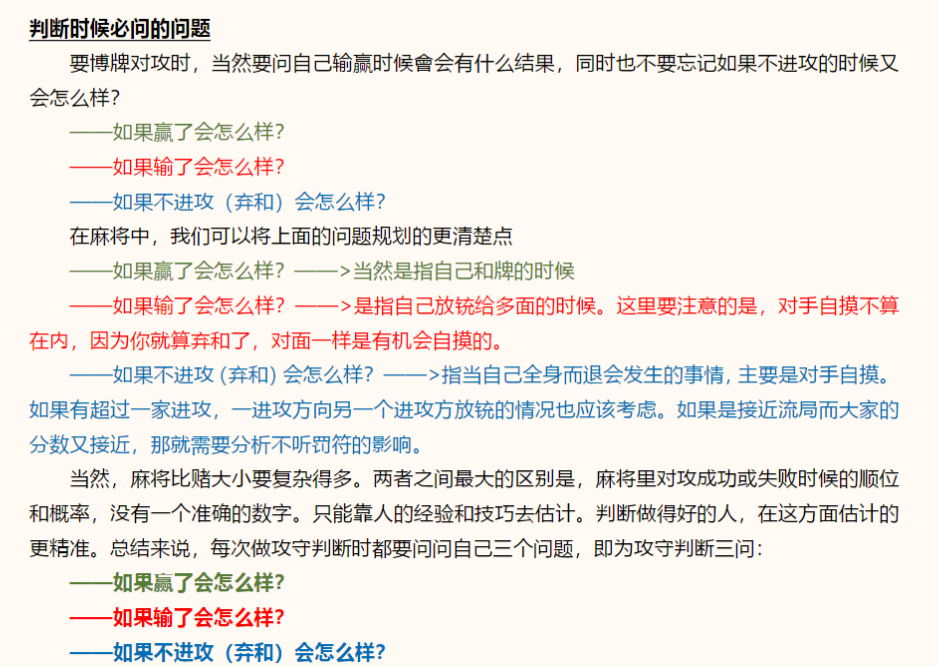 判断时候必问的问题
要博牌对攻时，当然要问自己输赢时候會会有什么结果，同时也不要忘记如果不进攻的时候又
会怎么样？
——如果赢了会怎么样？
——如果输了会怎么样？
——如果不进攻（弃和）会怎么样？
在麻将中，我们可以将上面的问题规划的更清楚点
——如果赢了会怎么样？——>当然是指自己和牌的时候
——如果输了会怎么样？——>是指自己放铳给多面的时候。这里要注意的是，对手自摸不算
在内，因为你就算弃和了，对面一样是有机会自摸的。
——如果不进攻（弃和）会怎么样？——>指当自己全身而退会发生的事情，主要是对手自摸。
如果有超过一家进攻，一进攻方向另一个进攻方放铳的情况也应该考虑。如果是接近流局而大家的
分数又接近，那就需要分析不听罚符的影响。
当然，麻将比赌大小要复杂得多。两者之间最大的区别是，麻将里对攻成功或失败时候的顺位
和概率，没有一个准确的数字。只能靠人的经验和技巧去估计。判断做得好的人，在这方面估计的
更精准。总结来说，每次做攻守判断时都要问问自己三个问题，即为攻守判断三问：
——如果赢了会怎么样？
——如果输了会怎么样？
——如果不进攻（弃和）会怎么样？